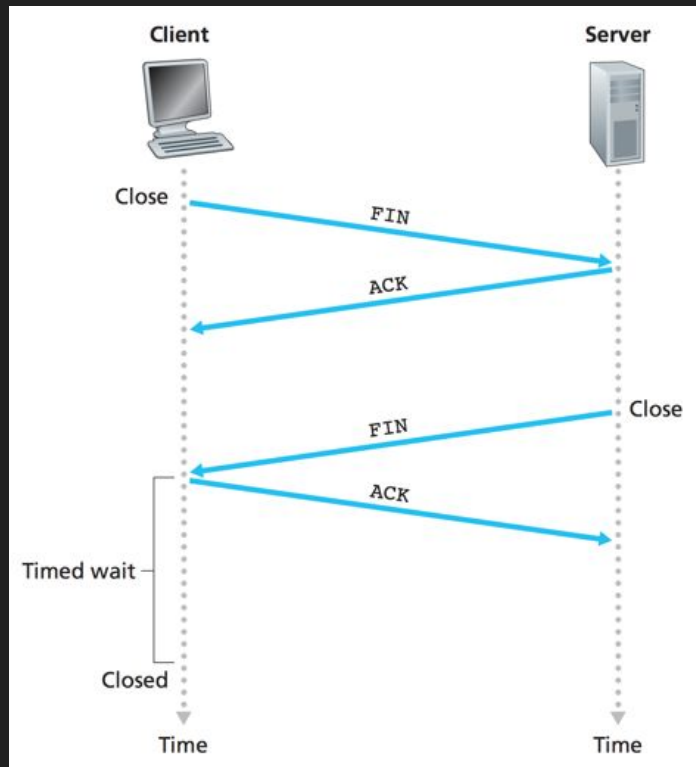 Client
Server
Close
FIN
ACK
Close
FIN
ACK
Timed wait
Closed
Time
Time